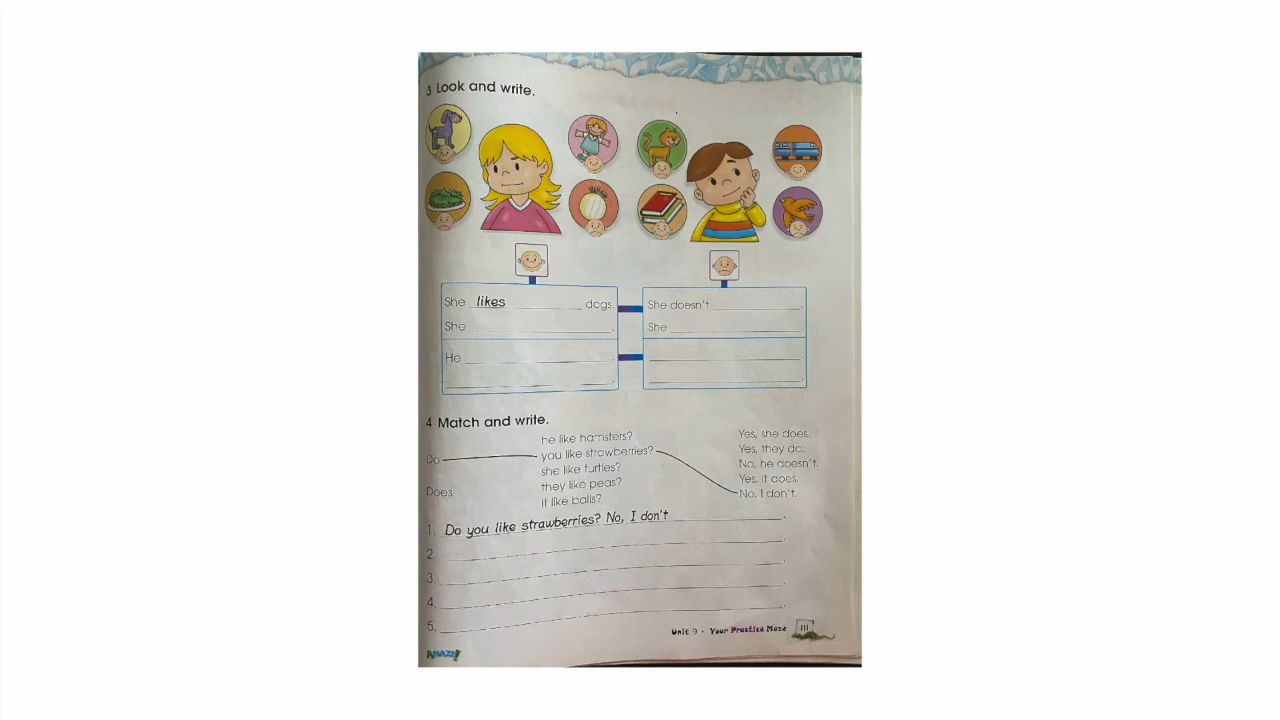 3 Look and write.
She likes dogs.
She .
He .
.
She doesn't .
She .
.
.
4 Match and write.
Do
Does
he like hamsters?
you like strawberries?
she like turtles?
they like peas?
it like balls?
Yes, she does.
Yes, they do.
No, he doesn't.
Yes, it does.
No, I don't.
1. Do you like strawberries? No, I don't .
2. .
3. .
4. .
5. .
Unit 9 · Your Practice Maze 111
AMAZE!